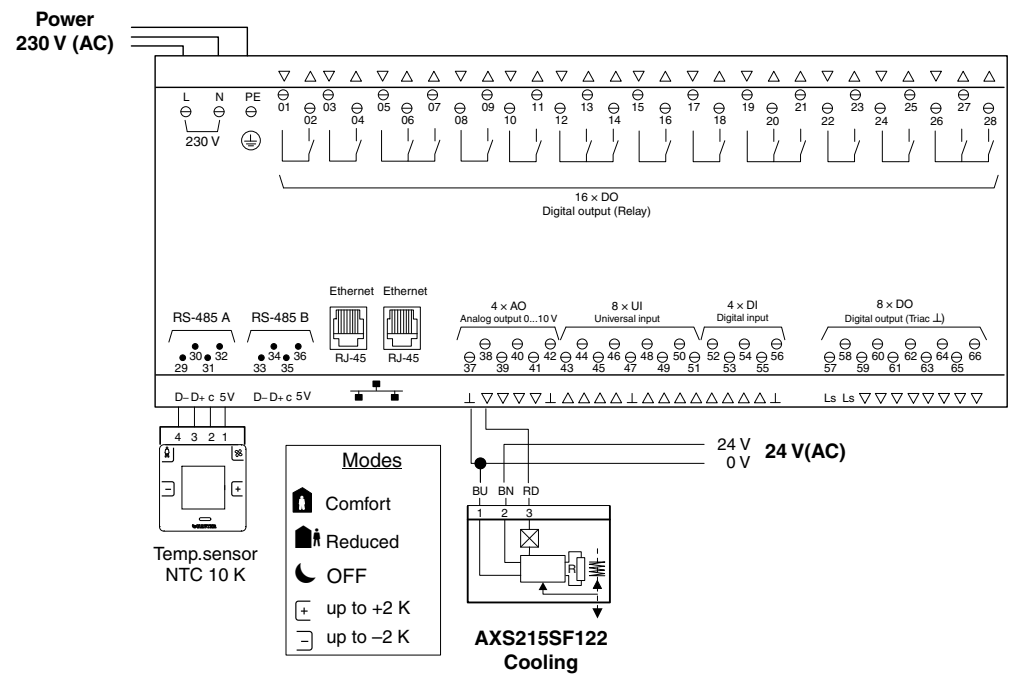 Power
230 V (AC)
L N PE
230 V
01 02 03 04 05 06 07 08 09 10 11 12 13 14 15 16 17 18 19 20 21 22 23 24 25 26 27 28
16 × DO
Digital output (Relay)
Ethernet Ethernet
RJ-45 RJ-45
RS-485 A RS-485 B
29 30 31 32 33 34 35 36
4 × AO
Analog output 0...10 V
8 × UI
Universal input
4 × DI
Digital input
8 × DO
Digital output (Triac ⊥)
37 38 39 40 41 42 43 44 45 46 47 48 49 50 51 52 53 54 55 56 57 58 59 60 61 62 63 64 65 66
D– D+ c 5V D– D+ c 5V
Ls Ls
4 3 2 1
Temp.sensor
NTC 10 K
Modes
Comfort
Reduced
OFF
+ up to +2 K
– up to –2 K
24 V
0 V
24 V(AC)
BU BN RD
1 2 3
R
AXS215SF122
Cooling